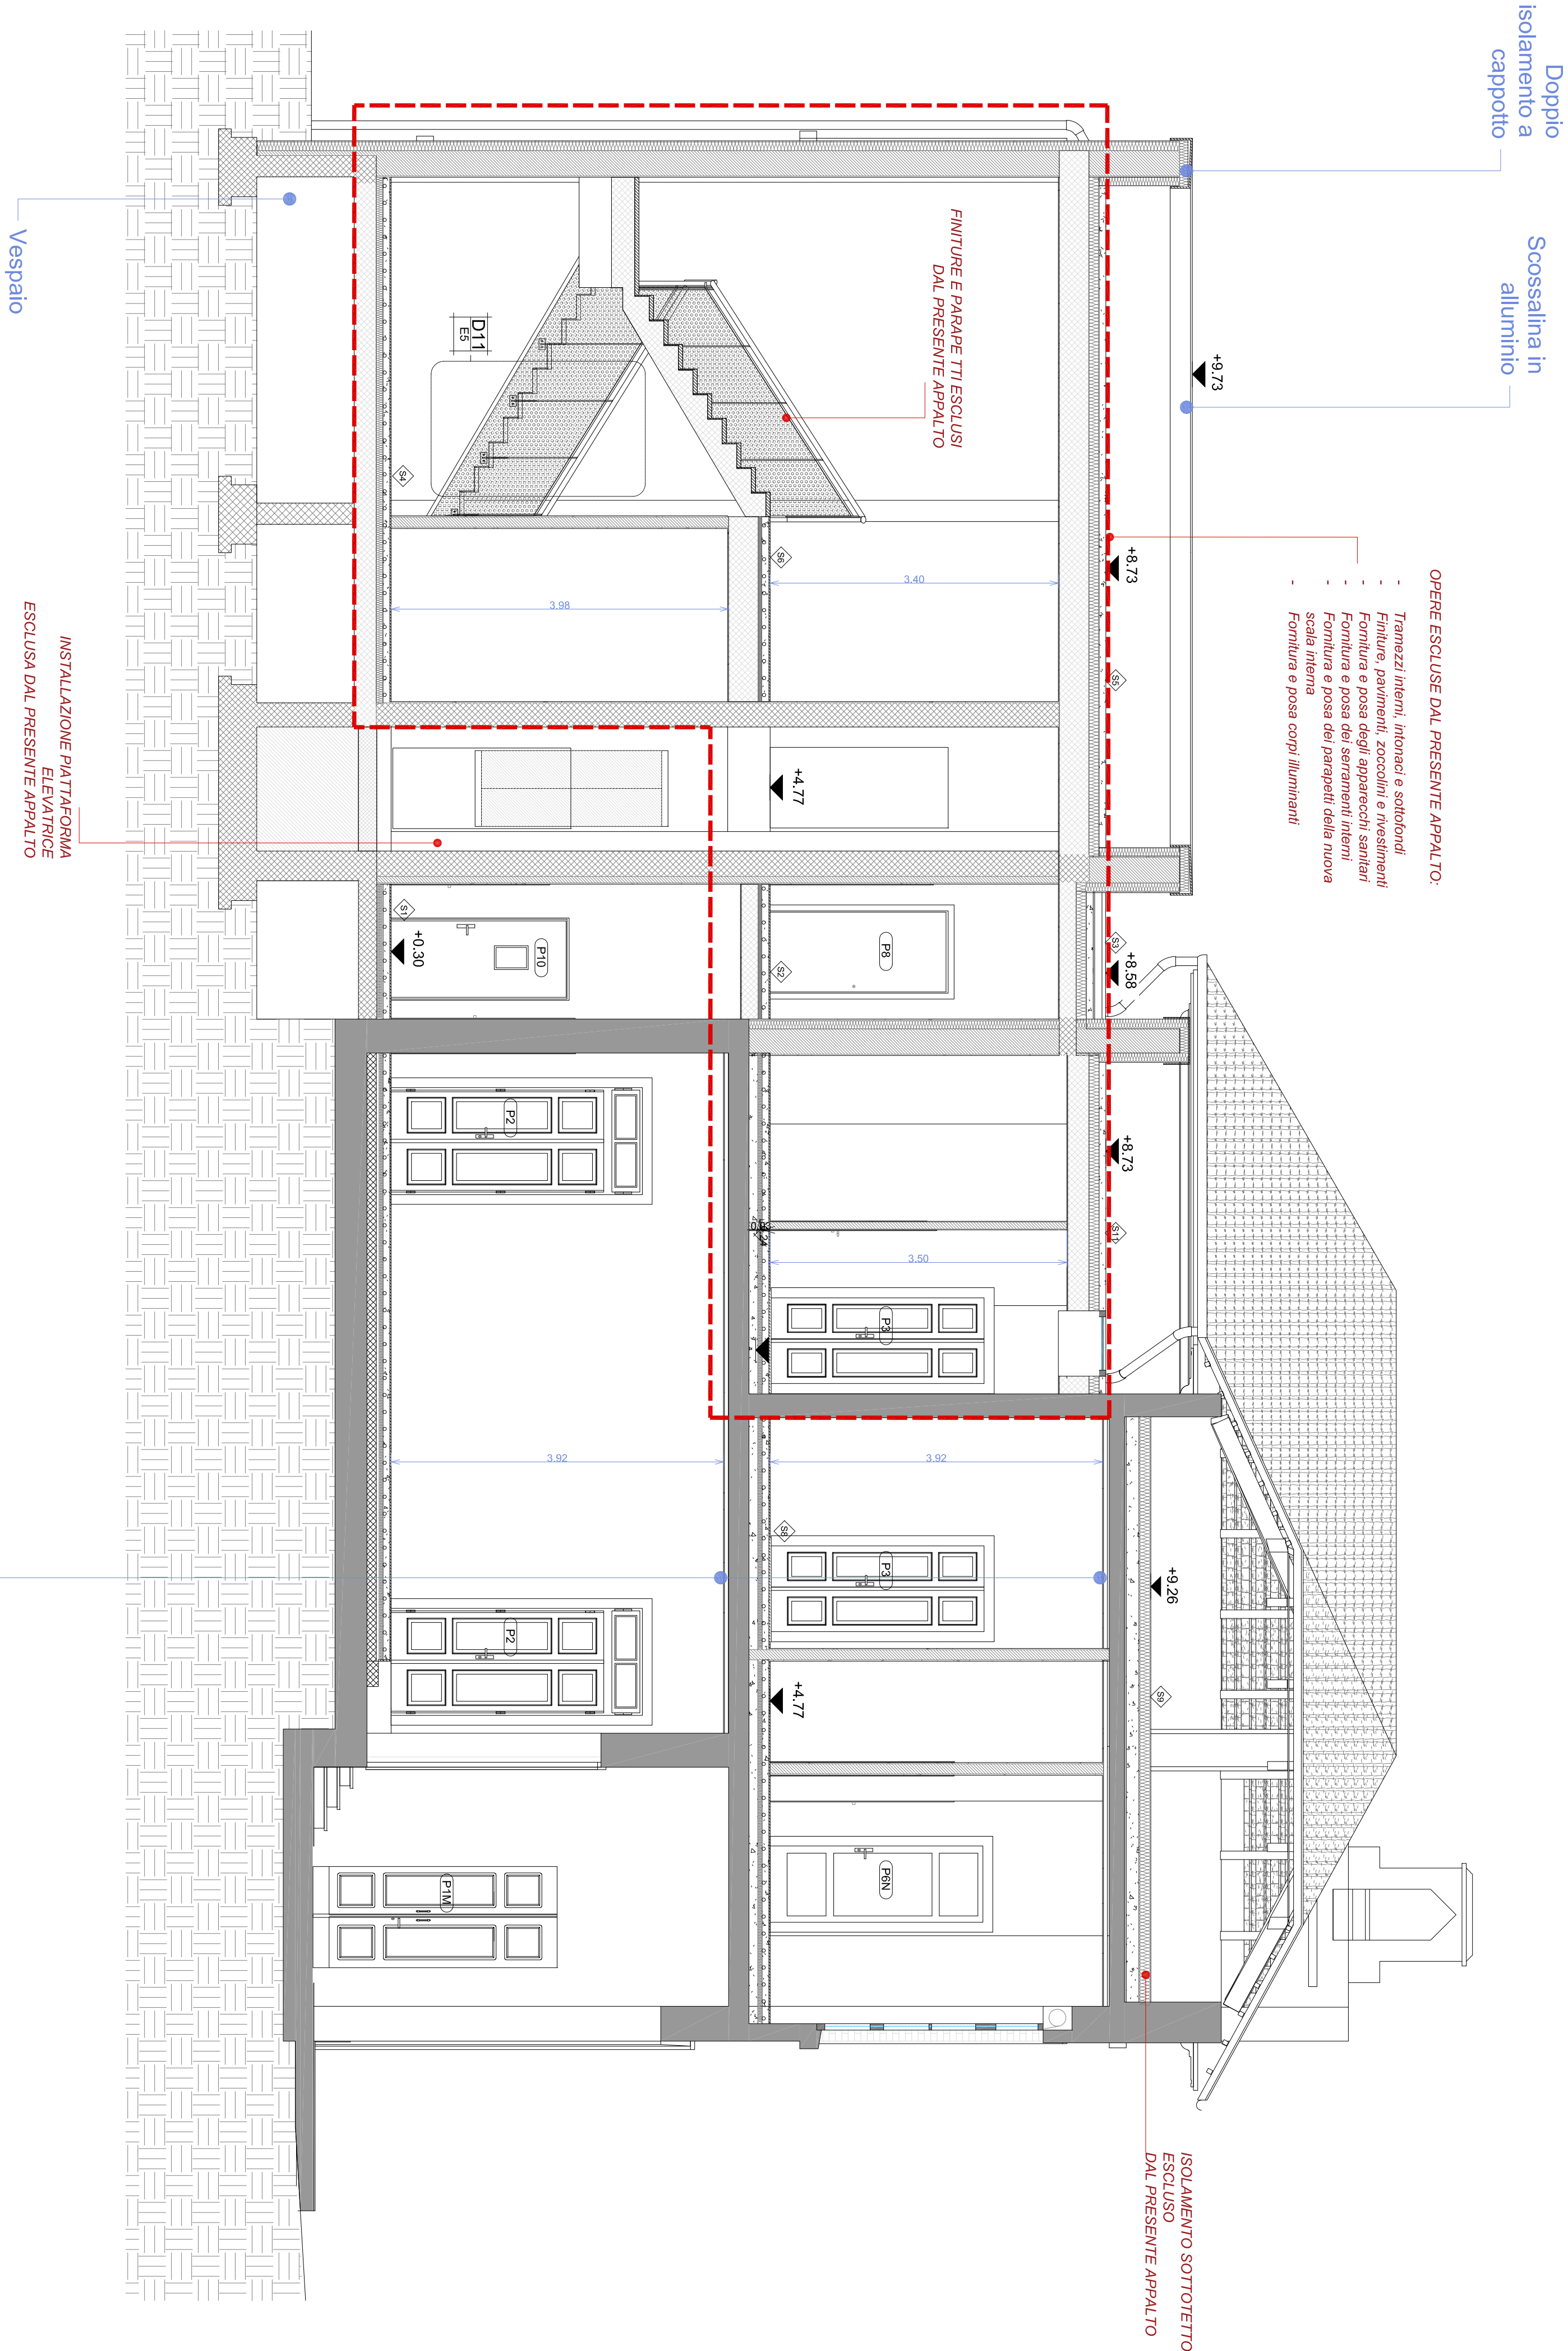 Doppio
isolamento a
cappotto
Scossalina in
alluminio
+9.73
OPERE ESCLUSE DAL PRESENTE APPALTO:
- Tramezzi interni, intonaci e sottofondi
- Finiture, pavimenti, zoccolini e rivestimenti
- Fornitura e posa degli apparecchi sanitari
- Fornitura e posa dei serramenti interni
- Fornitura e posa dei parapetti della nuova
scala interna
- Fornitura e posa corpi illuminanti
+8.73
S5
S3
+8.58
+8.73
S11
+9.26
S9
ISOLAMENTO SOTTOTETTO
ESCLUSO
DAL PRESENTE APPALTO
FINITURE E PARAPE TTI ESCLUSI
DAL PRESENTE APPALTO
3.40
S6
+4.77
P8
S2
3.50
P3
3.92
P3
S8
+4.77
P6N
D11
E5
S4
3.98
P10
S1
+0.30
P2
3.92
P2
P1M
INSTALLAZIONE PIATTAFORMA
ELEVATRICE
ESCLUSA DAL PRESENTE APPALTO
Vespaio